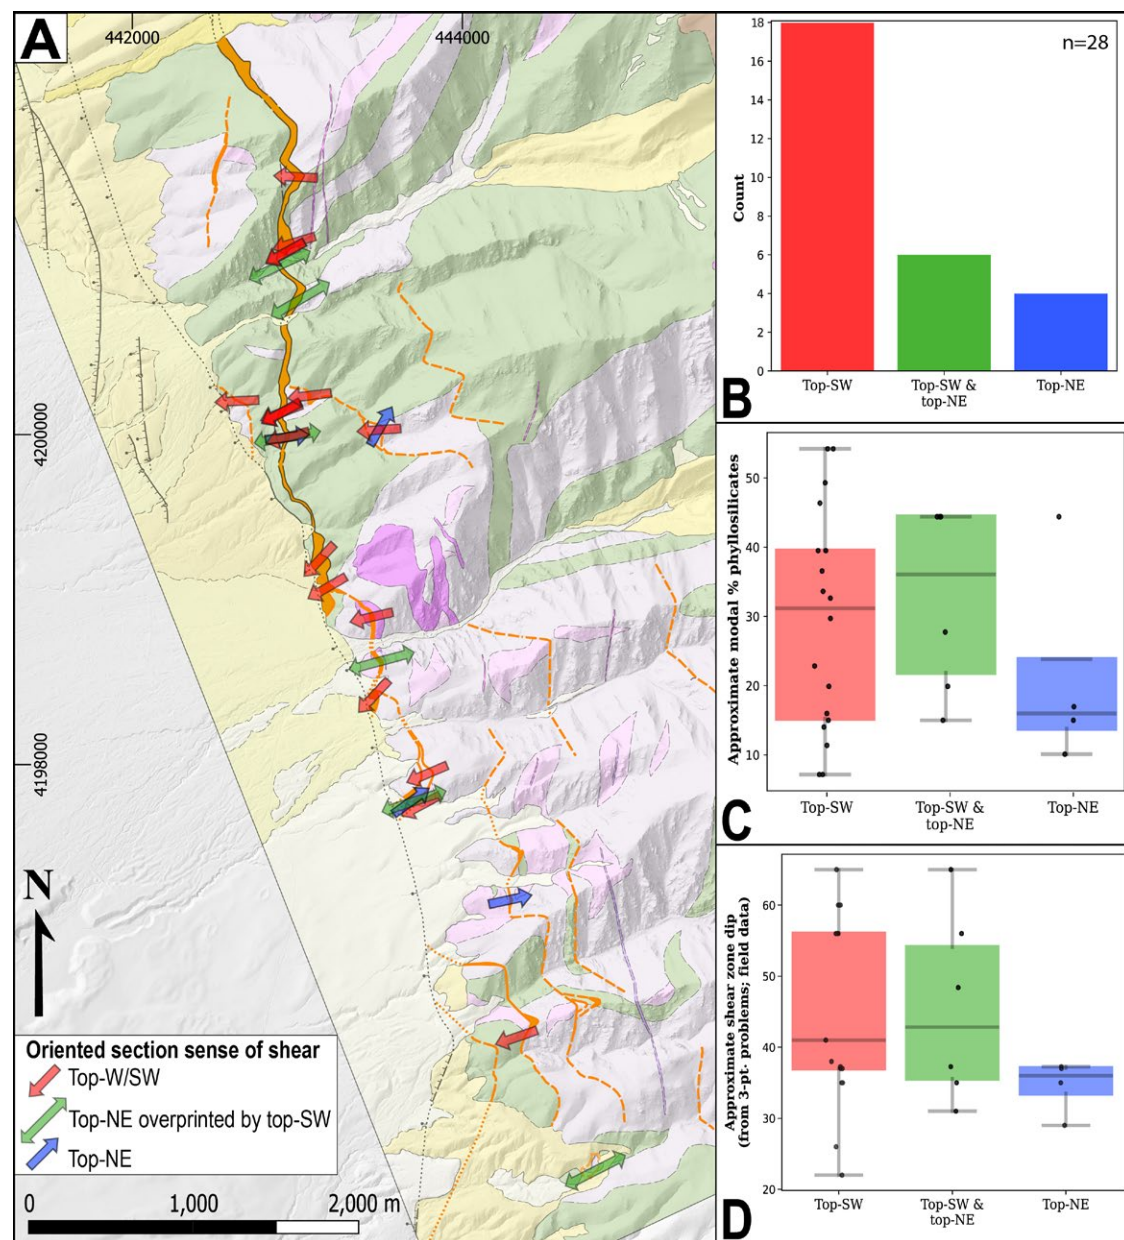 A
442000
444000
4200000
4198000
N
Oriented section sense of shear
Top-W/SW
Top-NE overprinted by top-SW
Top-NE
0 1,000 2,000 m
B
n=28
Count
18
16
14
12
10
8
6
4
2
0
Top-SW
Top-SW &
top-NE
Top-NE
C
Approximate modal % phyllosilicates
50
40
30
20
10
Top-SW
Top-SW &
top-NE
Top-NE
D
Approximate shear zone dip
(from 3-pt. problems; field data)
60
50
40
30
20
Top-SW
Top-SW &
top-NE
Top-NE